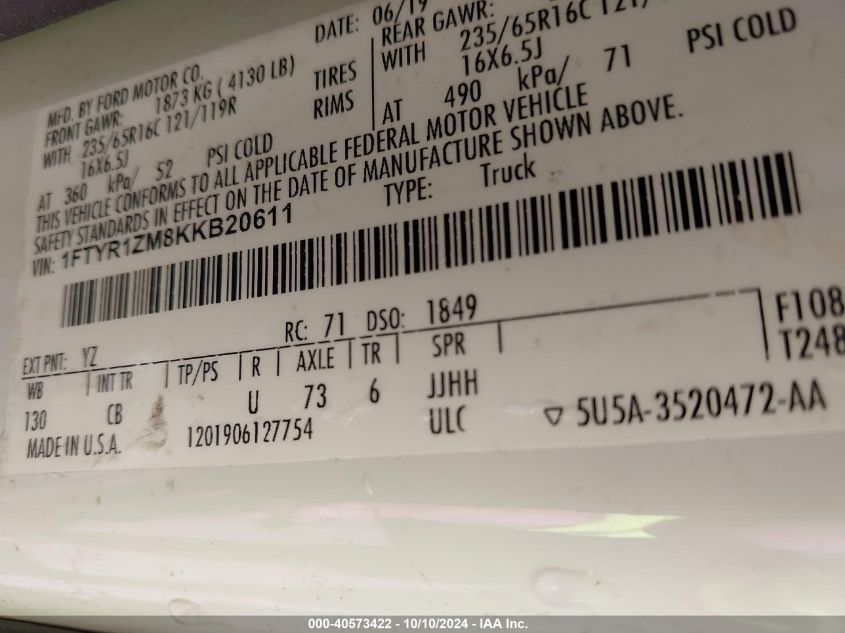 DATE: 06/19
MFD. BY FORD MOTOR CO.
FRONT GAWR: 1873 KG ( 4130 LB)
WITH 235/65R16C 121/119R TIRES
16X6.5J RIMS
AT 360 kPa/ 52 PSI COLD
REAR GAWR:
WITH 235/65R16C 121/
16X6.5J
AT 490 kPa/ 71 PSI COLD
THIS VEHICLE CONFORMS TO ALL APPLICABLE FEDERAL MOTOR VEHICLE
SAFETY STANDARDS IN EFFECT ON THE DATE OF MANUFACTURE SHOWN ABOVE.
VIN: 1FTYR1ZM8KKB20611 TYPE: Truck
EXT PNT: YZ RC: 71 DSO: 1849 F108
WB INT TR TP/PS R AXLE TR SPR T248
130 CB U 73 6 JJHH
MADE IN U.S.A. 1201906127754 ULC 5U5A-3520472-AA
000-40573422 - 10/10/2024 - IAA Inc.